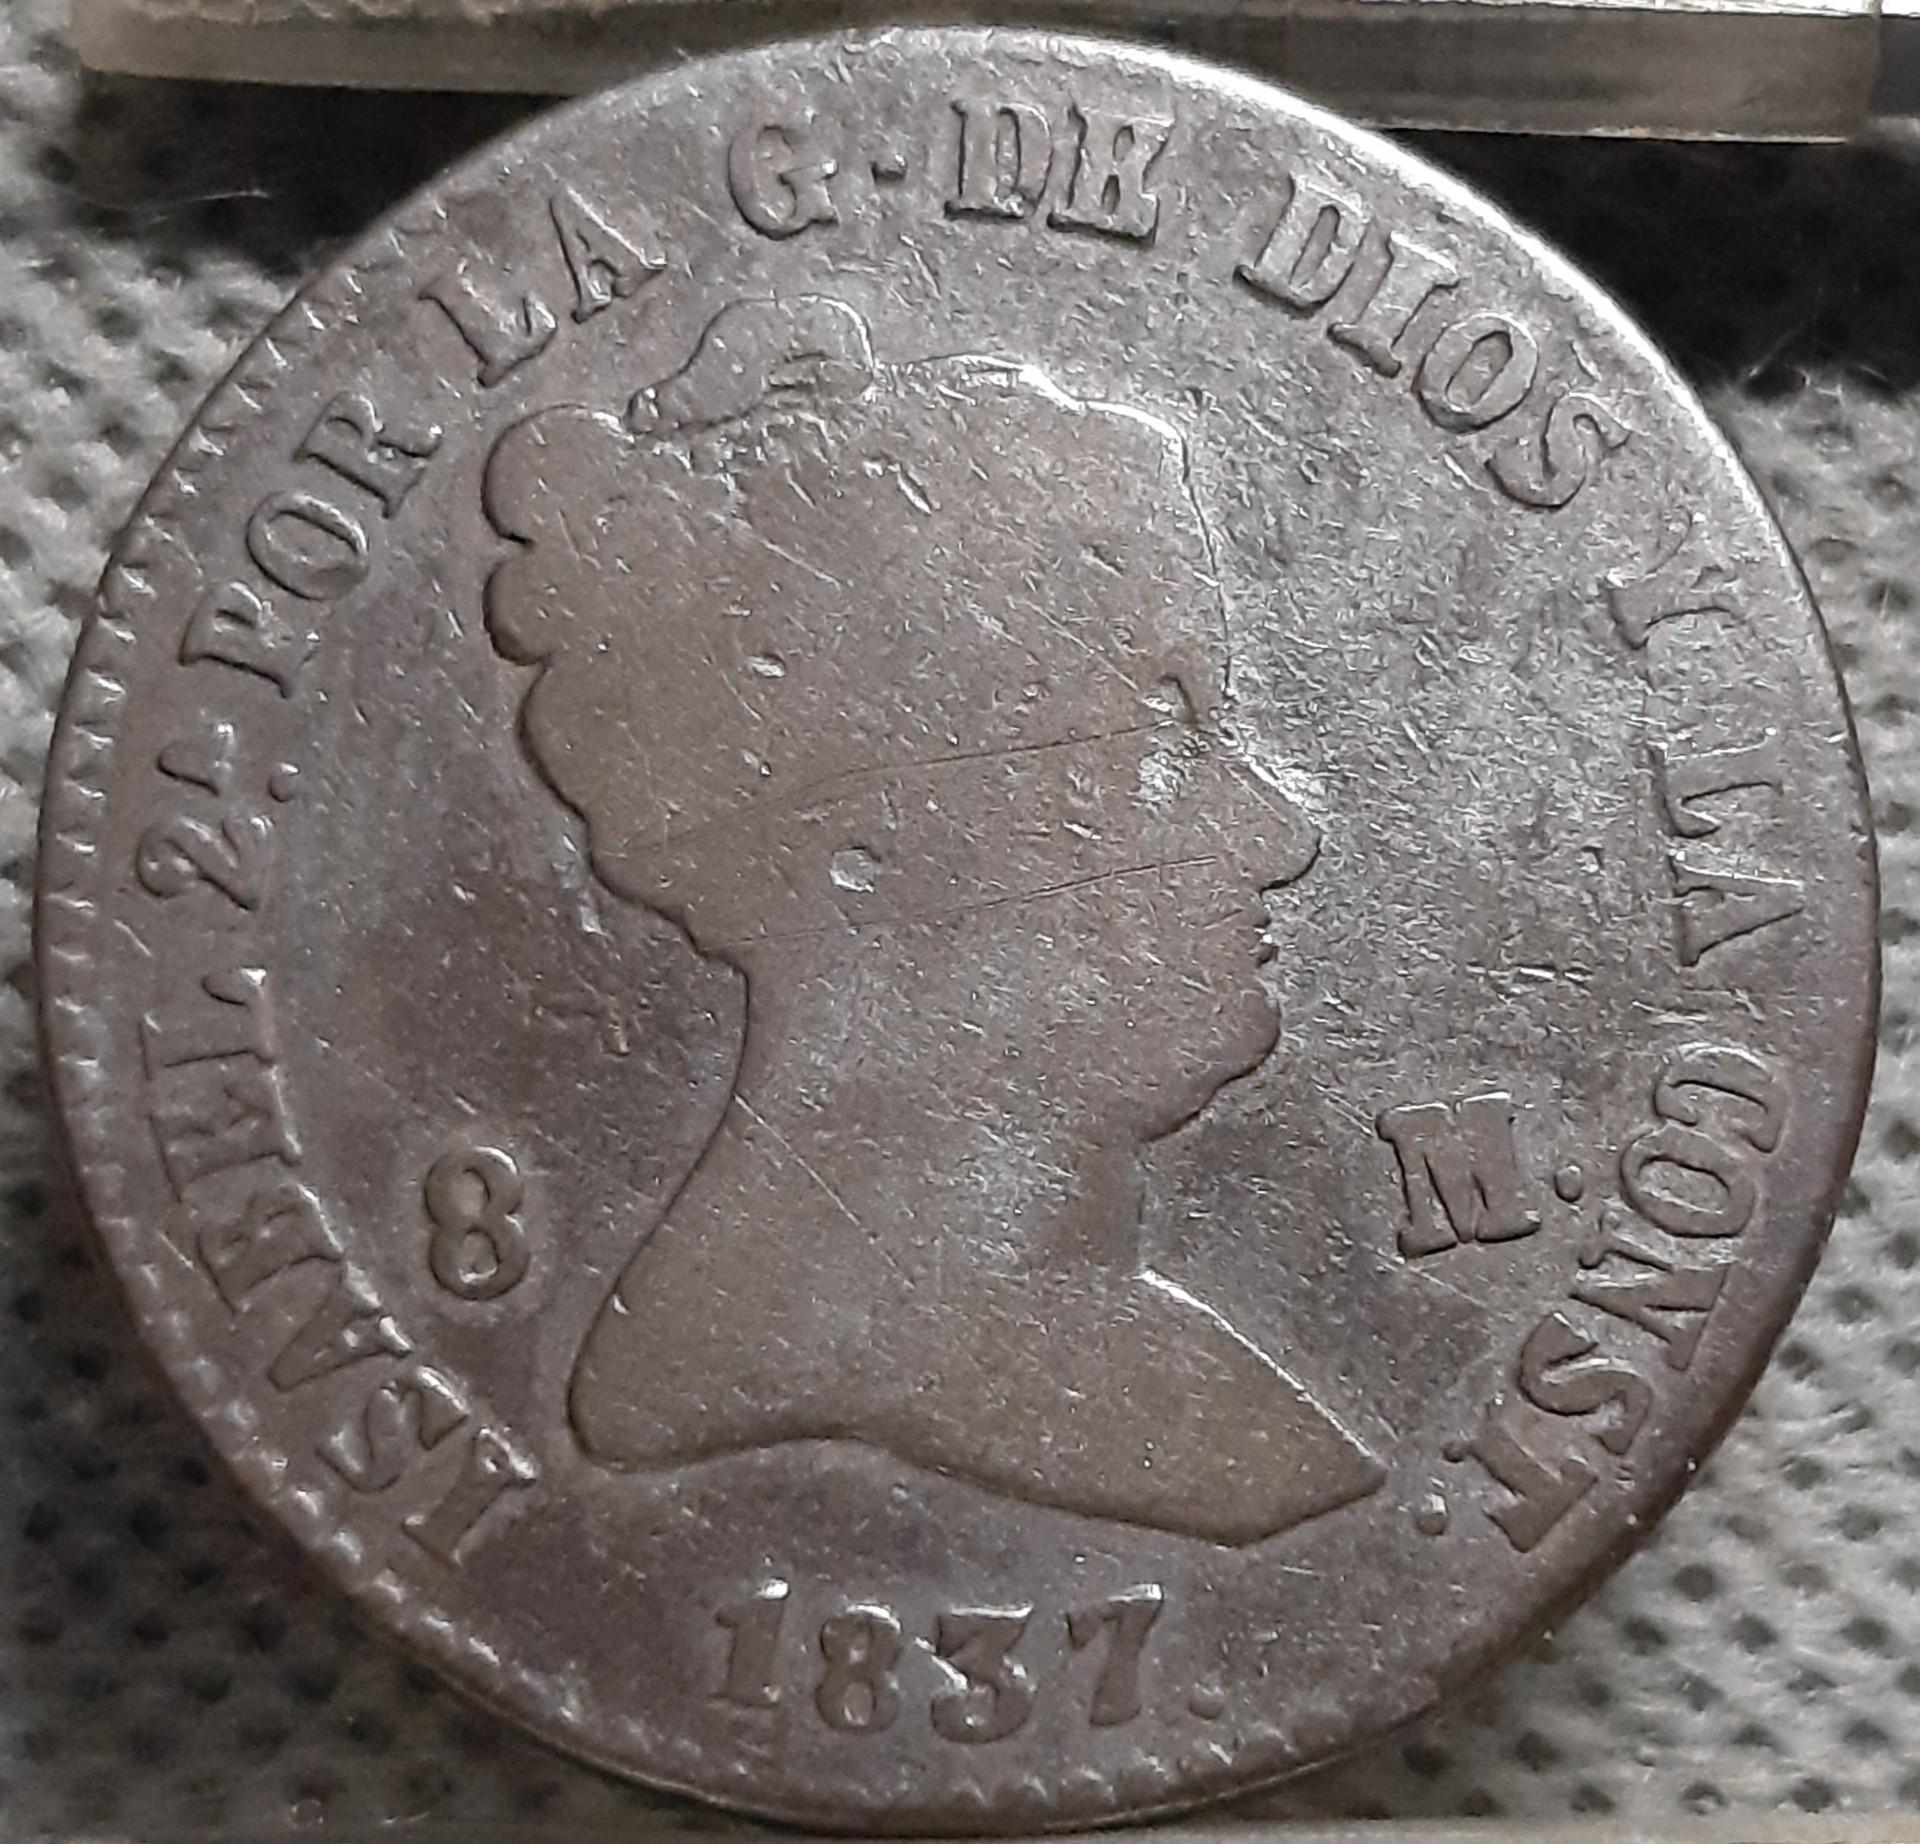 ISABEL 2ª. POR LA G. DE DIOS Y LA CONST.
8 M.
1837.